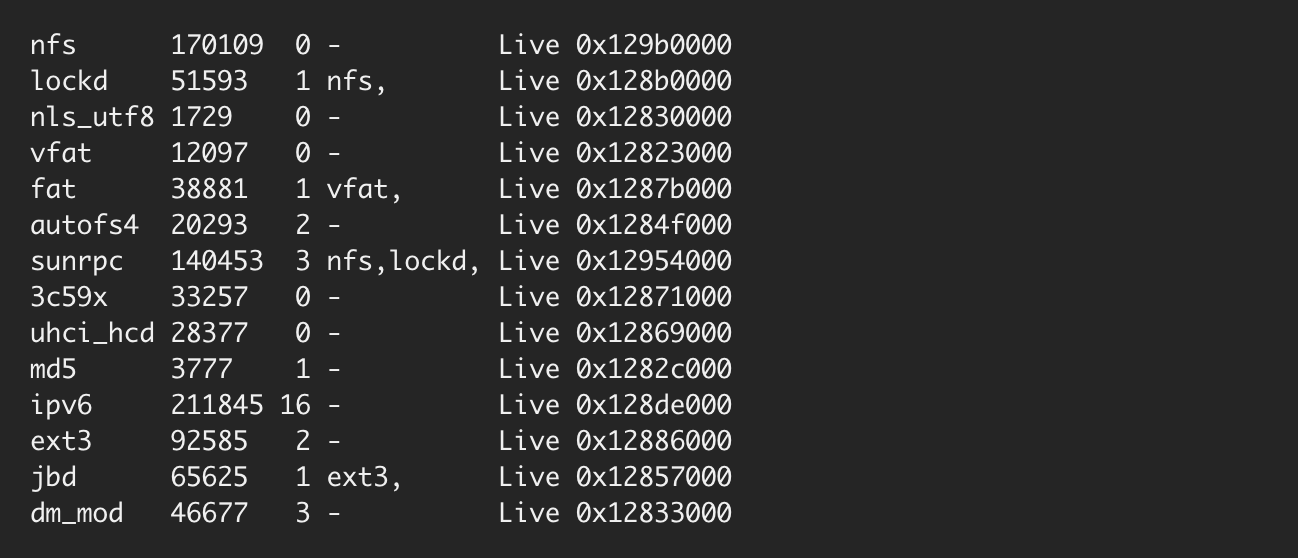 nfs      170109  0 -          Live 0x129b0000
lockd    51593   1 nfs,       Live 0x128b0000
nls_utf8 1729    0 -          Live 0x12830000
vfat     12097   0 -          Live 0x12823000
fat      38881   1 vfat,      Live 0x1287b000
autofs4  20293   2 -          Live 0x1284f000
sunrpc   140453  3 nfs,lockd, Live 0x12954000
3c59x    33257   0 -          Live 0x12871000
uhci_hcd 28377   0 -          Live 0x12869000
md5      3777    1 -          Live 0x1282c000
ipv6     211845 16 -          Live 0x128de000
ext3     92585   2 -          Live 0x12886000
jbd      65625   1 ext3,      Live 0x12857000
dm_mod   46677   3 -          Live 0x12833000